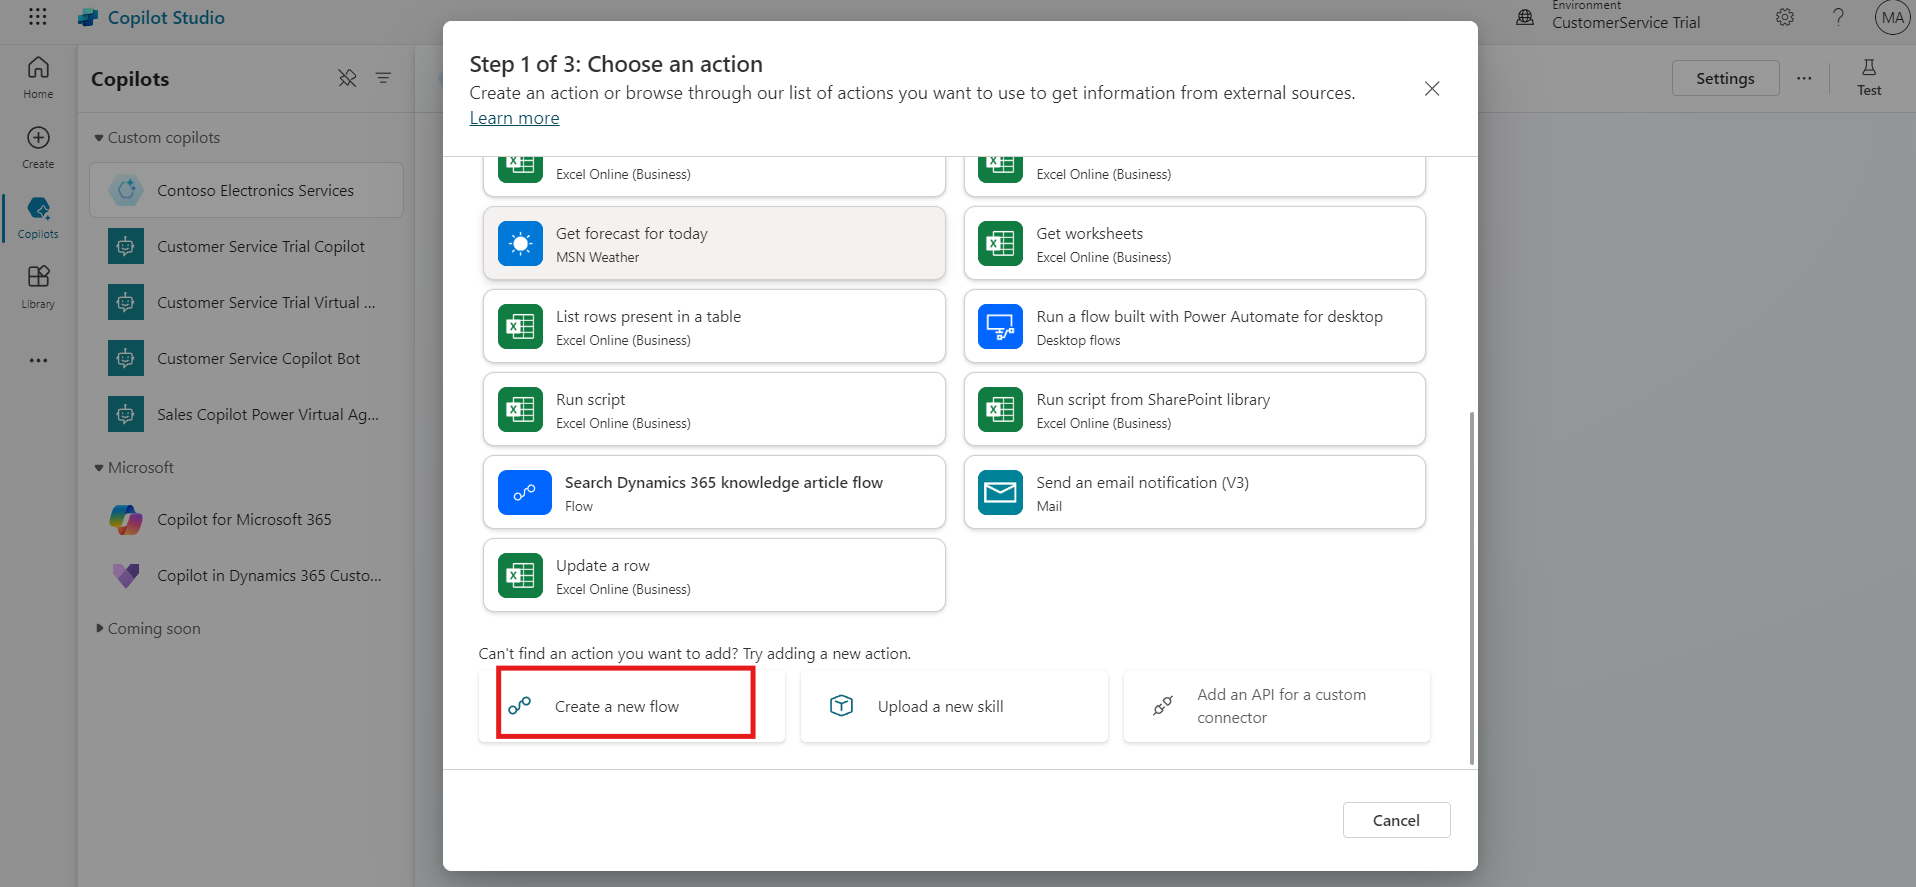 Copilot Studio
Environment
CustomerService Trial
MA
Home
Create
Copilots
Library
Copilots
Custom copilots
Contoso Electronics Services
Customer Service Trial Copilot
Customer Service Trial Virtual ...
Customer Service Copilot Bot
Sales Copilot Power Virtual Ag...
Microsoft
Copilot for Microsoft 365
Copilot in Dynamics 365 Custo...
Coming soon
Settings
Test
Step 1 of 3: Choose an action
Create an action or browse through our list of actions you want to use to get information from external sources.
Learn more
Excel Online (Business)
Excel Online (Business)
Get forecast for today
MSN Weather
Get worksheets
Excel Online (Business)
List rows present in a table
Excel Online (Business)
Run a flow built with Power Automate for desktop
Desktop flows
Run script
Excel Online (Business)
Run script from SharePoint library
Excel Online (Business)
Search Dynamics 365 knowledge article flow
Flow
Send an email notification (V3)
Mail
Update a row
Excel Online (Business)
Can't find an action you want to add? Try adding a new action.
Create a new flow
Upload a new skill
Add an API for a custom
connector
Cancel